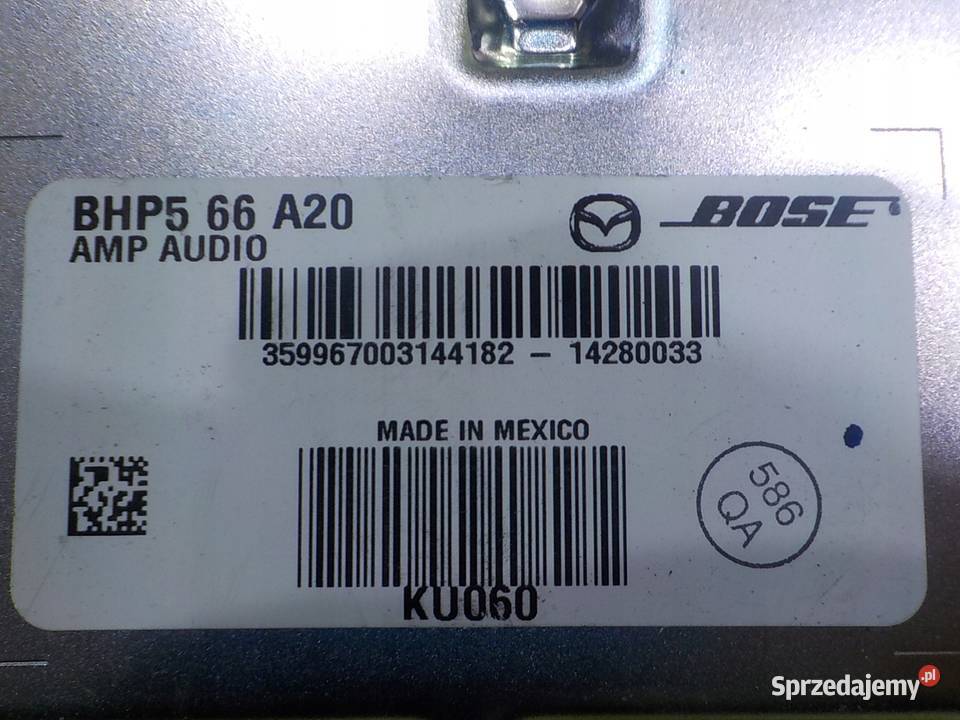 BHP5 66 A20
BOSE
AMP AUDIO
359967003144182 - 14280033
MADE IN MEXICO
586
QA
KU060
Sprzedajemy.pl